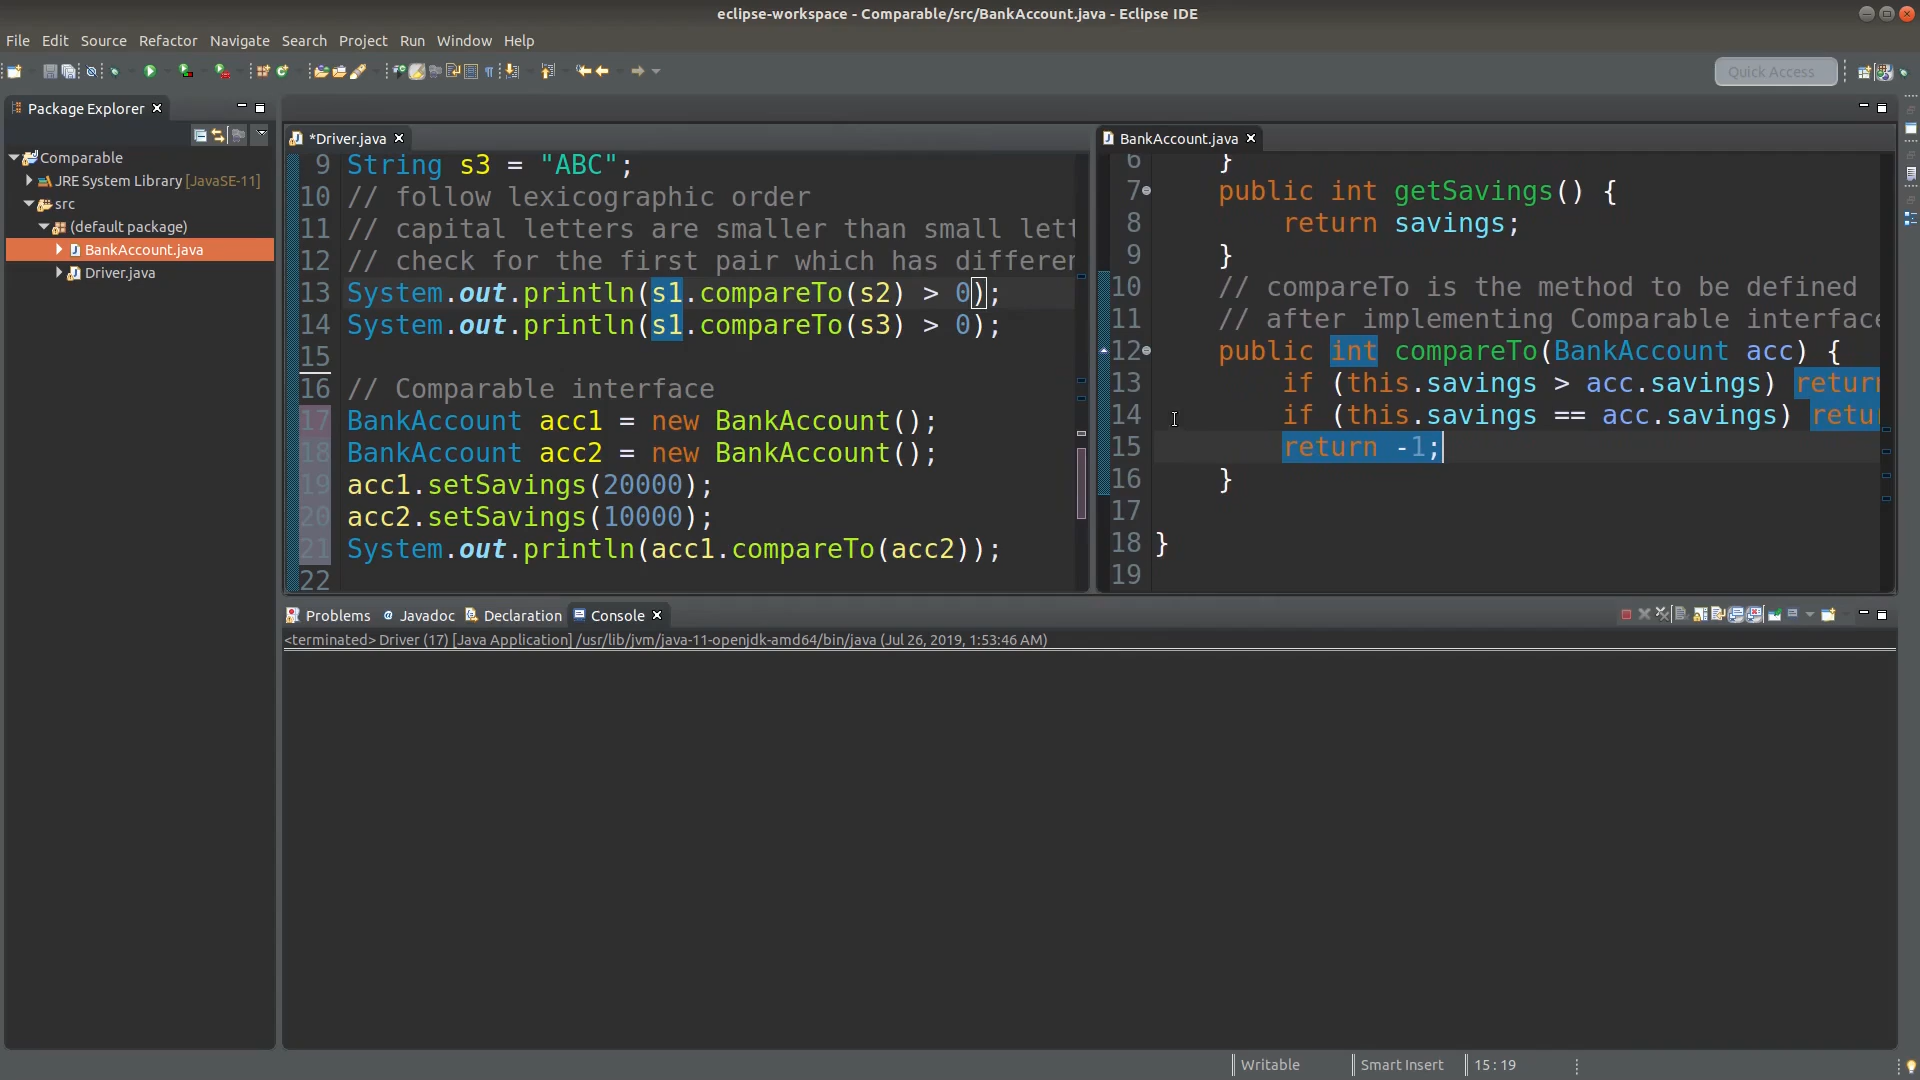 eclipse-workspace - Comparable/src/BankAccount.java - Eclipse IDE
File Edit Source Refactor Navigate Search Project Run Window Help
Quick Access
Package Explorer
Comparable
JRE System Library [JavaSE-11]
src
(default package)
BankAccount.java
Driver.java
*Driver.java
9 String s3 = "ABC";
10 // follow lexicographic order
11 // capital letters are smaller than small lett
12 // check for the first pair which has differen
13 System.out.println(s1.compareTo(s2) > 0);
14 System.out.println(s1.compareTo(s3) > 0);
15
16 // Comparable interface
17 BankAccount acc1 = new BankAccount();
18 BankAccount acc2 = new BankAccount();
19 acc1.setSavings(20000);
20 acc2.setSavings(10000);
21 System.out.println(acc1.compareTo(acc2));
22
BankAccount.java
6 }
7 public int getSavings() {
8 return savings;
9 }
10 // compareTo is the method to be defined
11 // after implementing Comparable interface
12 public int compareTo(BankAccount acc) {
13 if (this.savings > acc.savings) return
14 if (this.savings == acc.savings) retur
15 return -1;
16 }
17
18 }
19
Problems Javadoc Declaration Console
<terminated> Driver (17) [Java Application] /usr/lib/jvm/java-11-openjdk-amd64/bin/java (Jul 26, 2019, 1:53:46 AM)
Writable Smart Insert 15 : 19